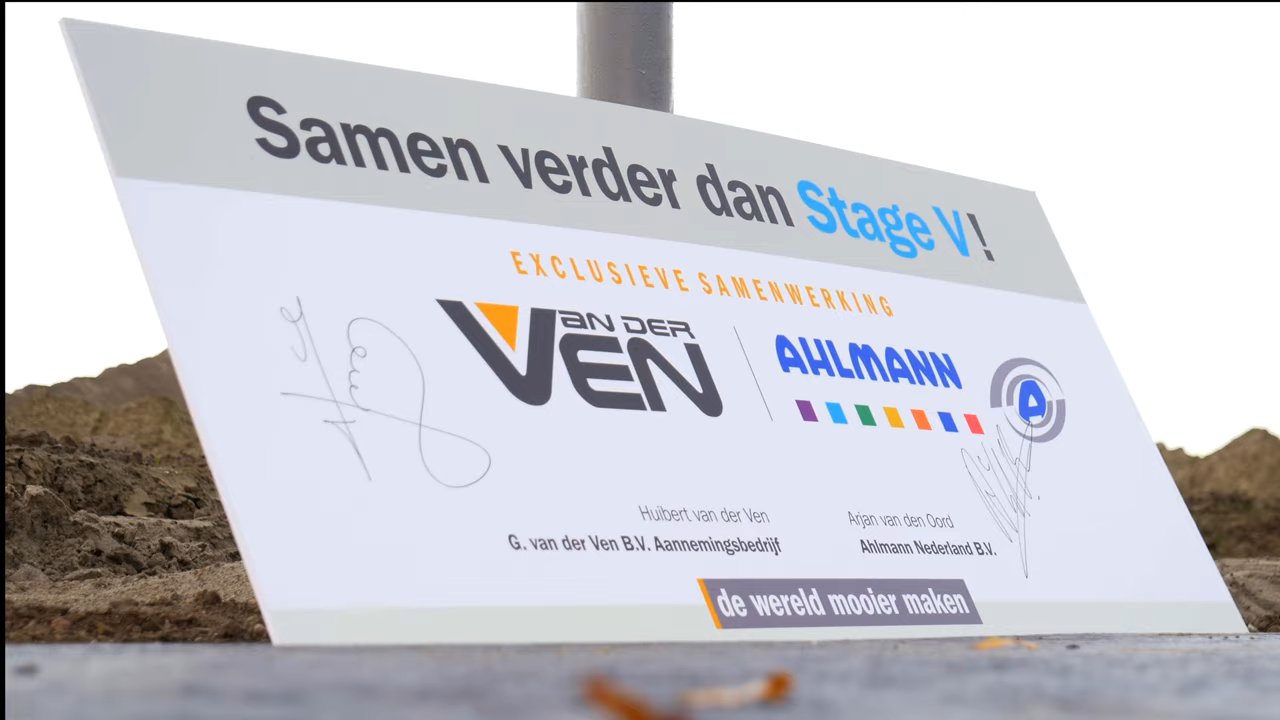 Samen verder dan Stage V!
EXCLUSIEVE SAMENWERKING
VAN DER VEN
AHLMANN
A
Huibert van der Ven
G. van der Ven B.V. Aannemingsbedrijf
Arjan van den Oord
Ahlmann Nederland B.V.
de wereld mooier maken